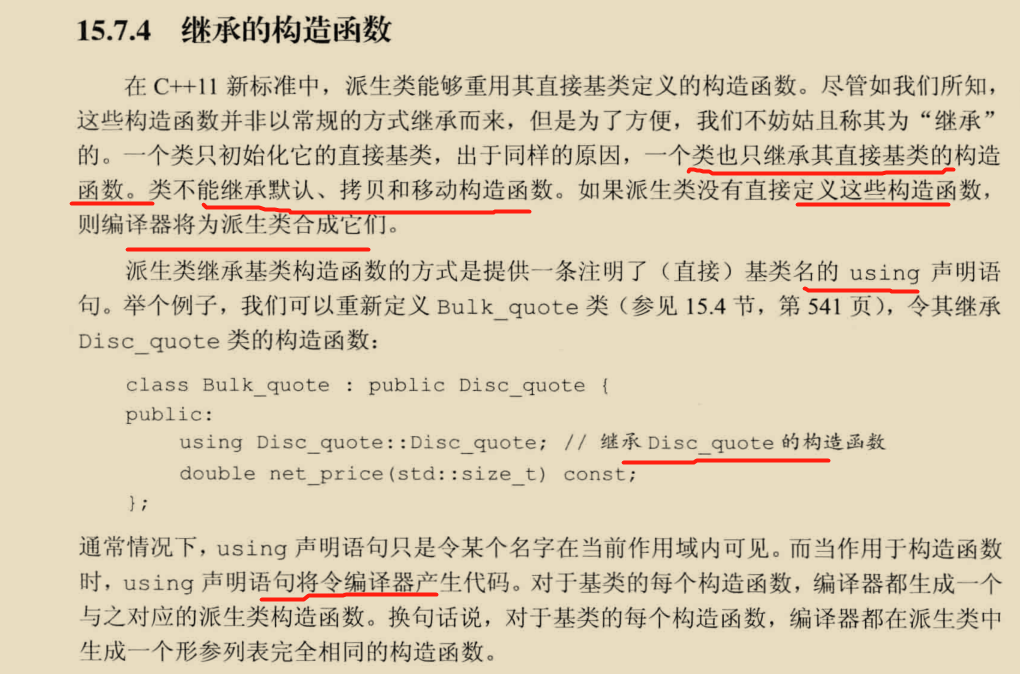 15.7.4 继承的构造函数
在 C++11 新标准中，派生类能够重用其直接基类定义的构造函数。尽管如我们所知，
这些构造函数并非以常规的方式继承而来，但是为了方便，我们不妨姑且称其为“继承”
的。一个类只初始化它的直接基类，出于同样的原因，一个类也只继承其直接基类的构造
函数。类不能继承默认、拷贝和移动构造函数。如果派生类没有直接定义这些构造函数，
则编译器将为派生类合成它们。
派生类继承基类构造函数的方式是提供一条注明了（直接）基类名的 using 声明语
句。举个例子，我们可以重新定义 Bulk_quote 类（参见 15.4 节，第 541 页），令其继承
Disc_quote 类的构造函数：
class Bulk_quote : public Disc_quote {
public:
    using Disc_quote::Disc_quote; // 继承 Disc_quote 的构造函数
    double net_price(std::size_t) const;
};
通常情况下，using 声明语句只是令某个名字在当前作用域内可见。而当作用于构造函数
时，using 声明语句将令编译器产生代码。对于基类的每个构造函数，编译器都生成一个
与之对应的派生类构造函数。换句话说，对于基类的每个构造函数，编译器都在派生类中
生成一个形参列表完全相同的构造函数。